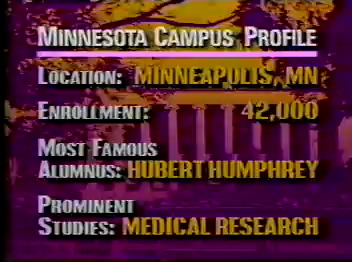 MINNESOTA CAMPUS PROFILE
LOCATION: MINNEAPOLIS, MN
ENROLLMENT: 42,000
MOST FAMOUS
ALUMNUS: HUBERT HUMPHREY
PROMINENT
STUDIES: MEDICAL RESEARCH